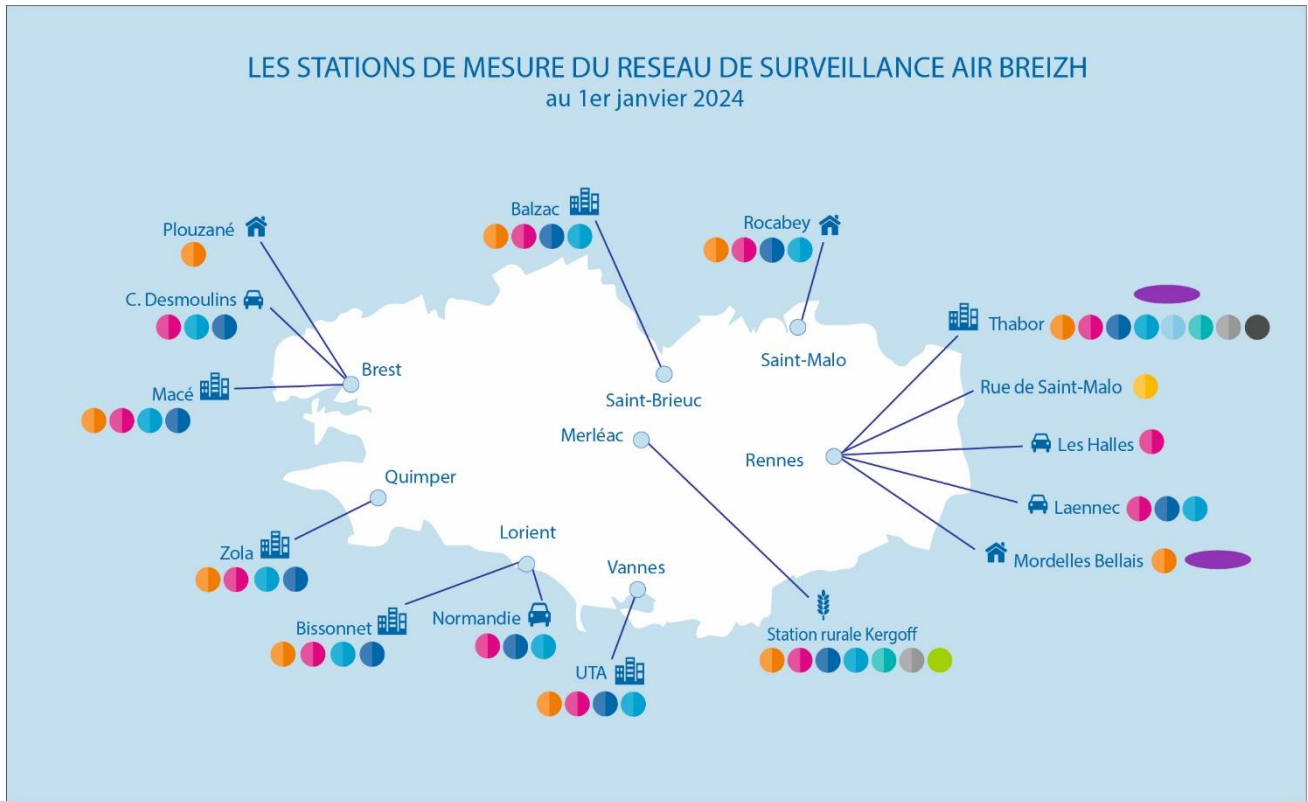 LES STATIONS DE MESURE DU RESEAU DE SURVEILLANCE AIR BREIZH
au 1er janvier 2024
Plouzané
Balzac
Rocabey
C. Desmoulins
Thabor
Macé
Brest
Saint-Malo
Saint-Brieuc
Rue de Saint-Malo
Merléac
Rennes
Les Halles
Quimper
Laennec
Lorient
Zola
Vannes
Mordelles Bellais
Bissonnet
Normandie
Station rurale Kergoff
UTA